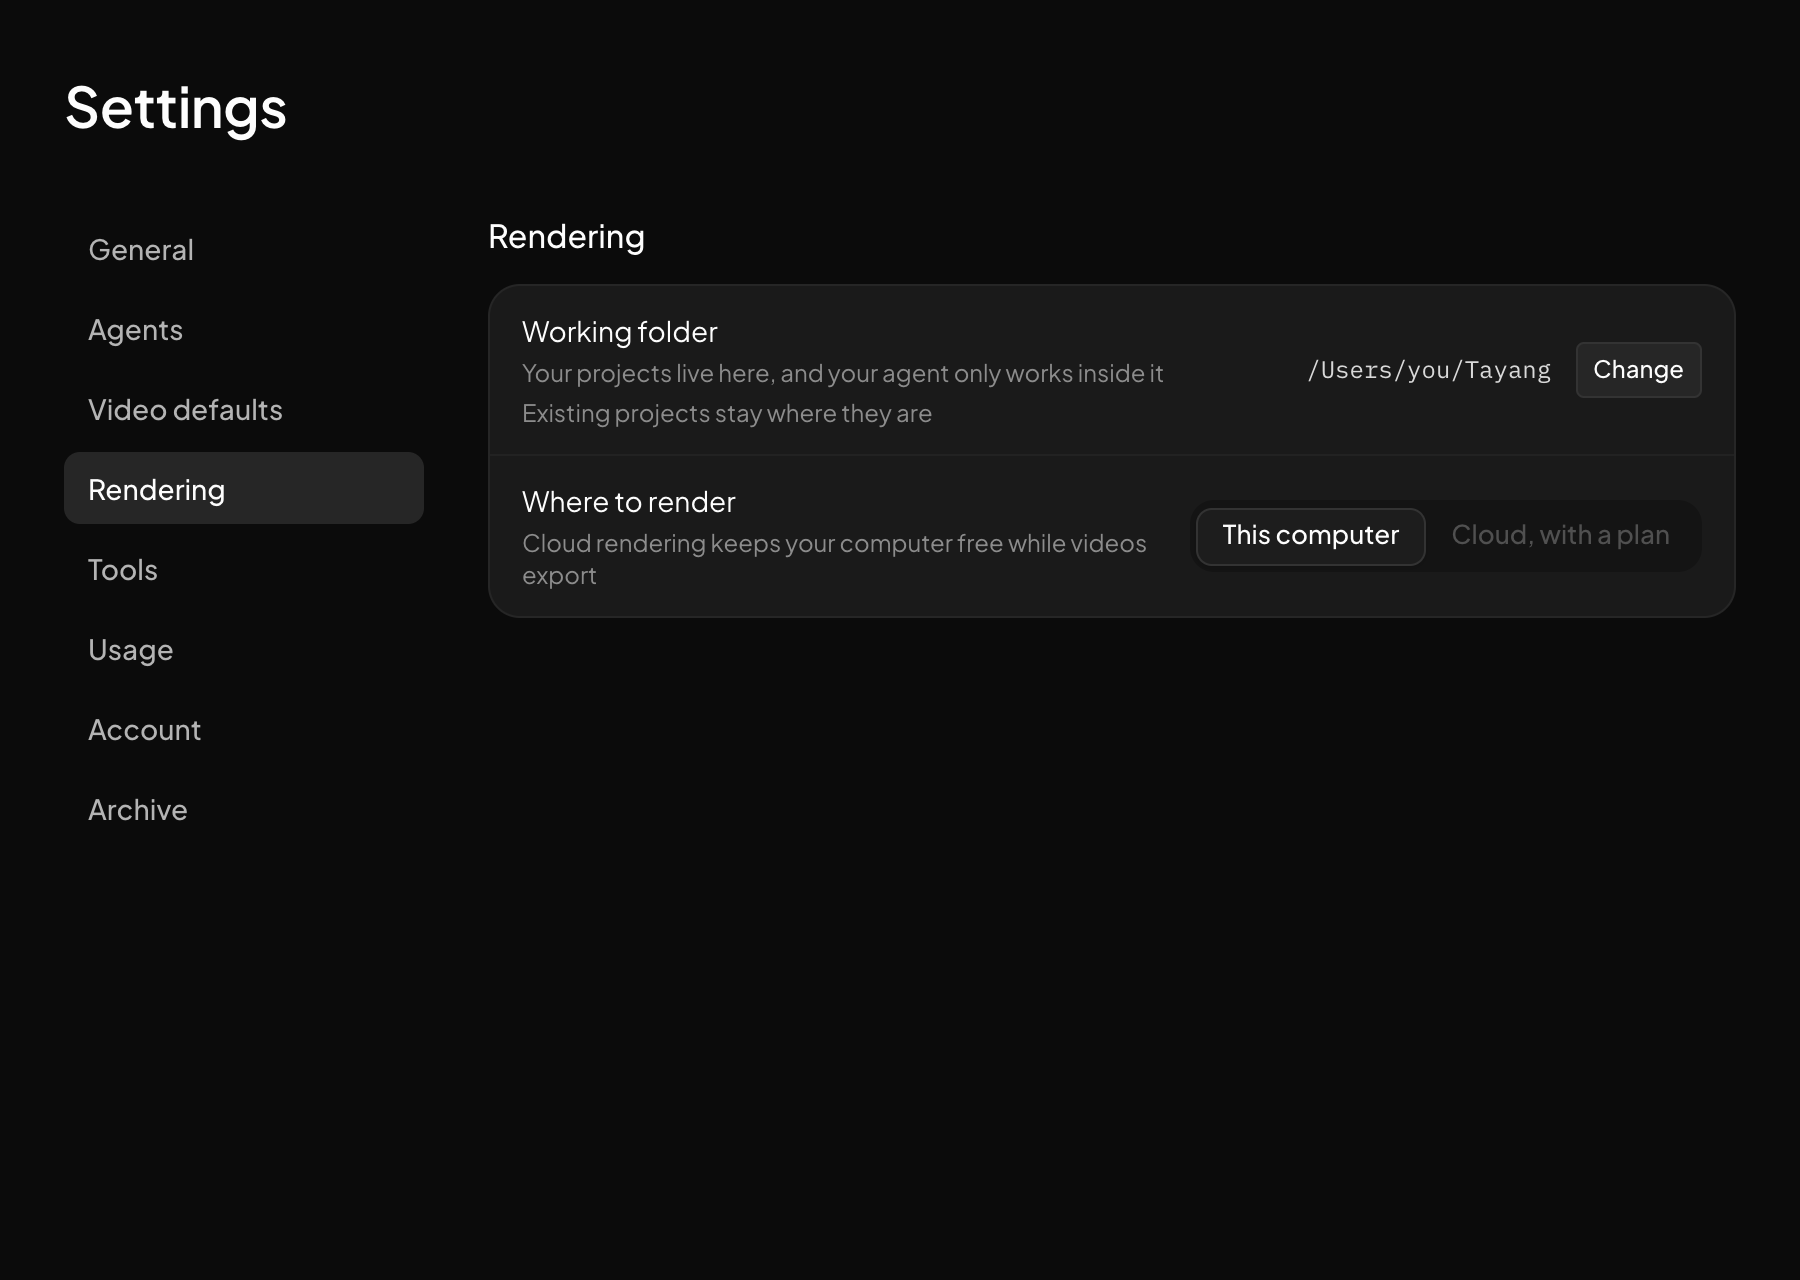 Settings
General
Agents
Video defaults
Rendering
Tools
Usage
Account
Archive
Rendering
Working folder
Your projects live here, and your agent only works inside it
Existing projects stay where they are
/Users/you/Tayang
Change
Where to render
Cloud rendering keeps your computer free while videos
export
This computer
Cloud, with a plan